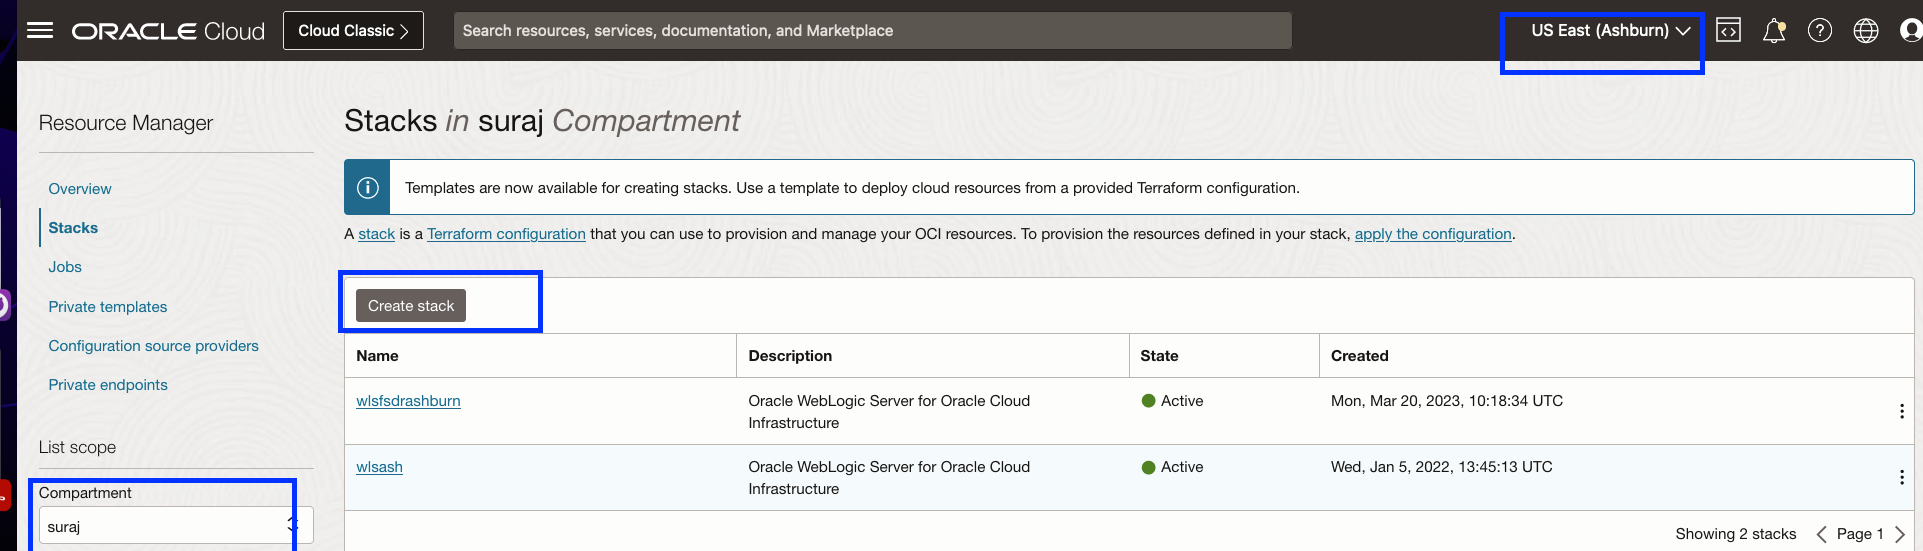 ORACLE Cloud
Cloud Classic
Search resources, services, documentation, and Marketplace
US East (Ashburn)
Resource Manager
Overview
Stacks
Jobs
Private templates
Configuration source providers
Private endpoints
List scope
Compartment
suraj
Stacks in suraj Compartment
Templates are now available for creating stacks. Use a template to deploy cloud resources from a provided Terraform configuration.
A stack is a Terraform configuration that you can use to provision and manage your OCI resources. To provision the resources defined in your stack, apply the configuration.
Create stack
Name Description State Created
wlsfsdrashburn Oracle WebLogic Server for Oracle Cloud Active Mon, Mar 20, 2023, 10:18:34 UTC
Infrastructure
wlsash Oracle WebLogic Server for Oracle Cloud Active Wed, Jan 5, 2022, 13:45:13 UTC
Infrastructure
Showing 2 stacks Page 1